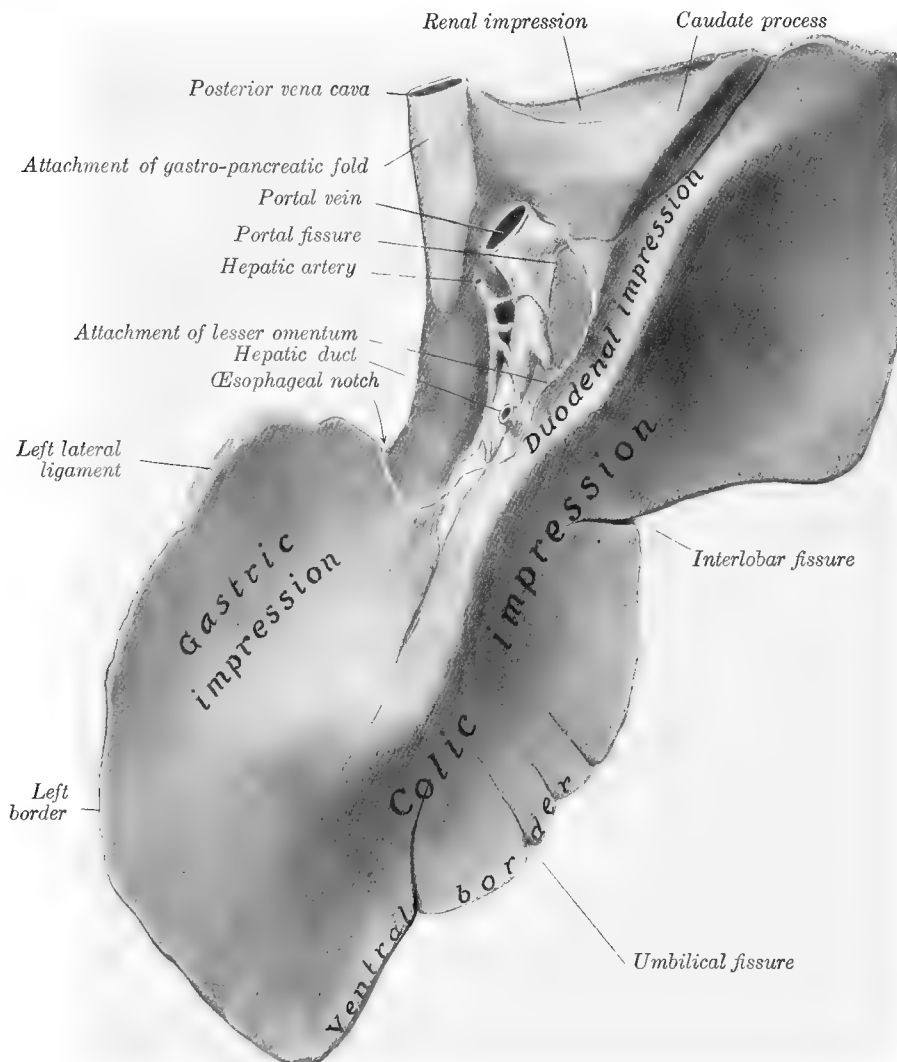 Renal impression
Caudate process
Posterior vena cava
Attachment of gastro-pancreatic fold
Portal vein
Portal fissure
Hepatic artery
Attachment of lesser omentum
Hepatic duct
Œsophageal notch
Left lateral
ligament
Duodenal impression
Interlobar fissure
Gastric
impression
Colic impression
Left
border
Ventral border
Umbilical fissure